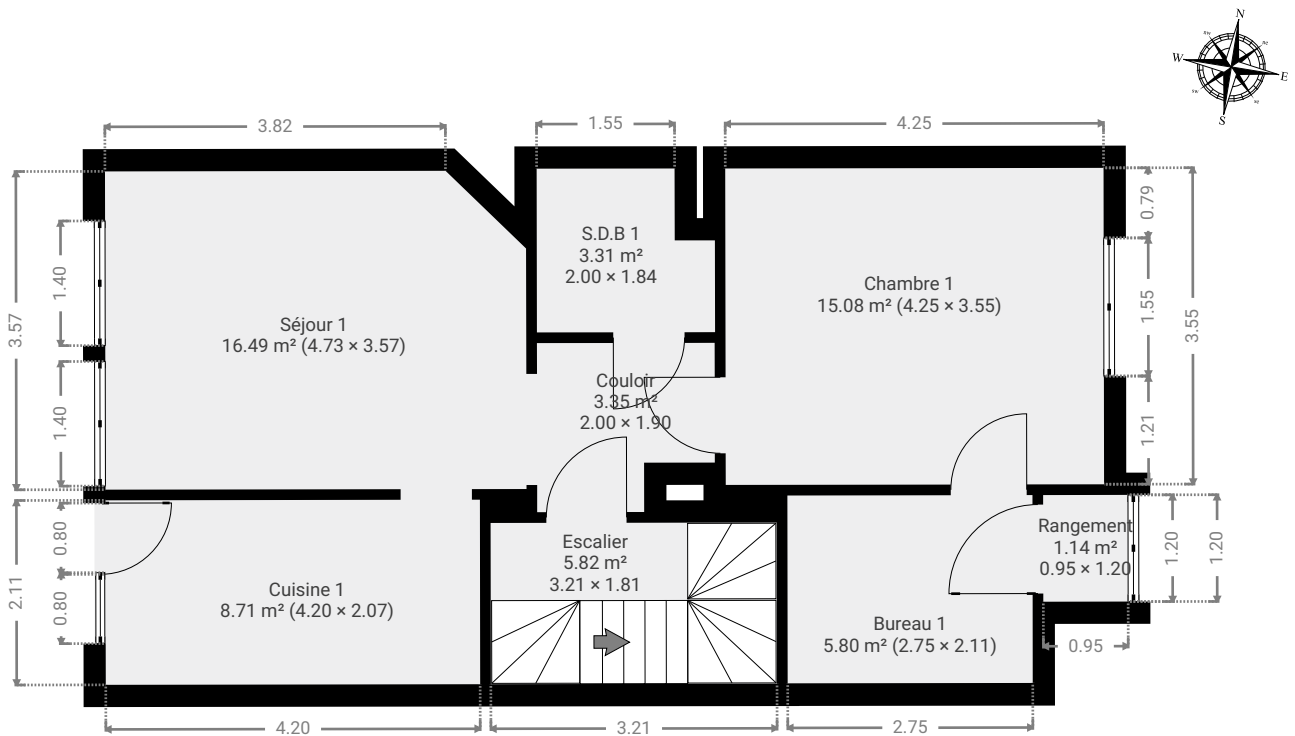 N
W
E
S
3.82
1.55
4.25
3.57
1.40
1.40
0.79
1.55
3.55
1.21
S.D.B 1
3.31 m²
2.00 × 1.84
Chambre 1
15.08 m² (4.25 × 3.55)
Séjour 1
16.49 m² (4.73 × 3.57)
Couloir
3.35 m²
2.00 × 1.90
2.11
0.80
0.80
Cuisine 1
8.71 m² (4.20 × 2.07)
Escalier
5.82 m²
3.21 × 1.81
Rangement
1.14 m²
0.95 × 1.20
1.20
1.20
Bureau 1
5.80 m² (2.75 × 2.11)
0.95
4.20
3.21
2.75